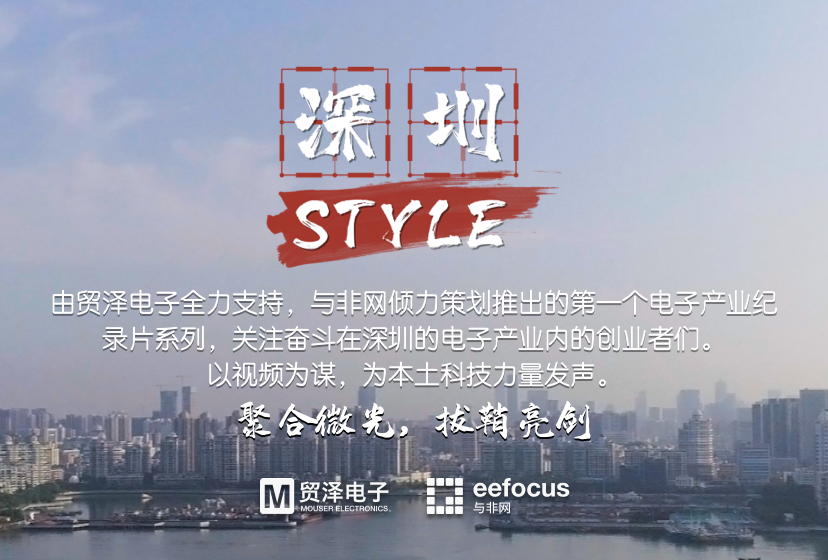 深圳
STYLE
由贸泽电子全力支持，与非网倾力策划推出的第一个电子产业纪
录片系列，关注奋斗在深圳的电子产业内的创业者们。
以视频为谋，为本土科技力量发声。
聚合微光，拔鞘亮剑
M 贸泽电子
MOUSER ELECTRONICS
eefocus
与非网